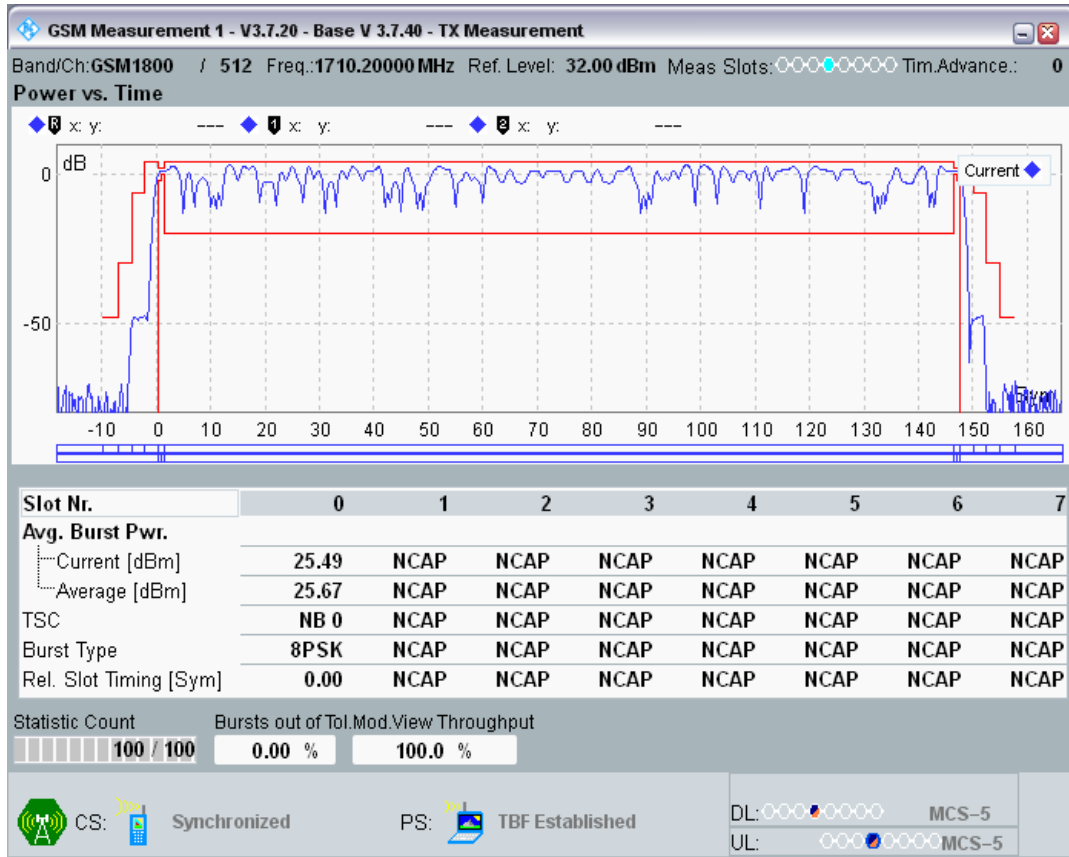 GSM Measurement 1 - V3.7.20 - Base V 3.7.40 - TX Measurement
Band/Ch:GSM1800 / 512 Freq.:1710.20000 MHz Ref. Level: 32.00 dBm Meas Slots: Tim.Advance.: 0
Power vs. Time
R x: y: --- 1 x: y: --- 2 x: y: ---
dB
Current
0
-50
-10 0 10 20 30 40 50 60 70 80 90 100 110 120 130 140 150 160
Slot Nr. 0 1 2 3 4 5 6 7
Avg. Burst Pwr.
Current [dBm] 25.49 NCAP NCAP NCAP NCAP NCAP NCAP NCAP
Average [dBm] 25.67 NCAP NCAP NCAP NCAP NCAP NCAP NCAP
TSC NB 0 NCAP NCAP NCAP NCAP NCAP NCAP NCAP
Burst Type 8PSK NCAP NCAP NCAP NCAP NCAP NCAP NCAP
Rel. Slot Timing [Sym] 0.00 NCAP NCAP NCAP NCAP NCAP NCAP NCAP
Statistic Count Bursts out of Tol.Mod.View Throughput
100 / 100 0.00 % 100.0 %
CS: Synchronized PS: TBF Established DL: MCS-5
UL: MCS-5